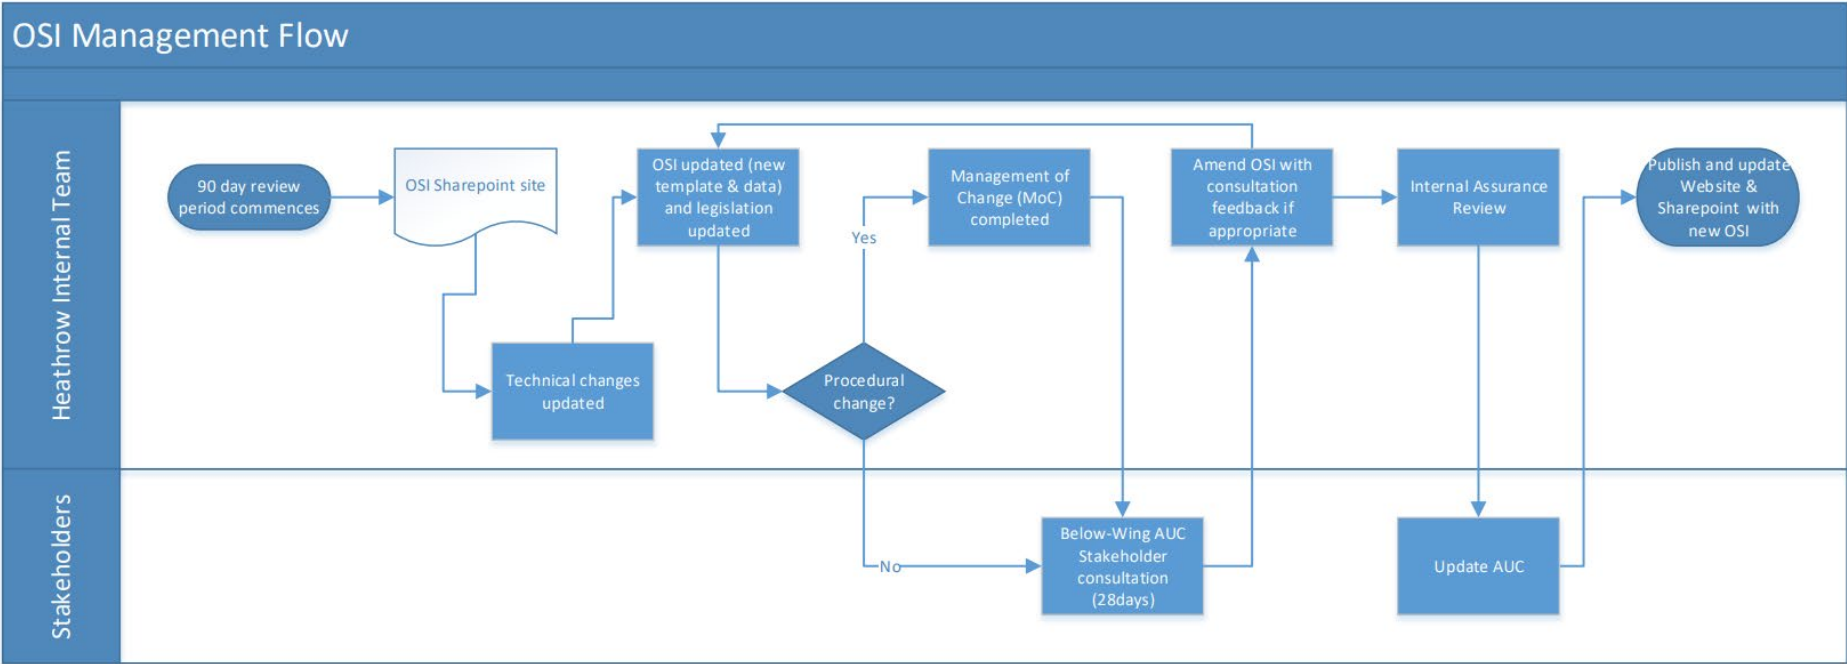 OSI Management Flow
Heathrow Internal Team
90 day review
period commences
OSI Sharepoint site
Technical changes
updated
OSI updated (new
template & data)
and legislation
updated
Procedural
change?
Yes
No
Management of
Change (MoC)
completed
Amend OSI with
consultation
feedback if
appropriate
Internal Assurance
Review
Publish and update
Website &
Sharepoint with
new OSI
Stakeholders
Below-Wing AUC
Stakeholder
consultation
(28days)
Update AUC